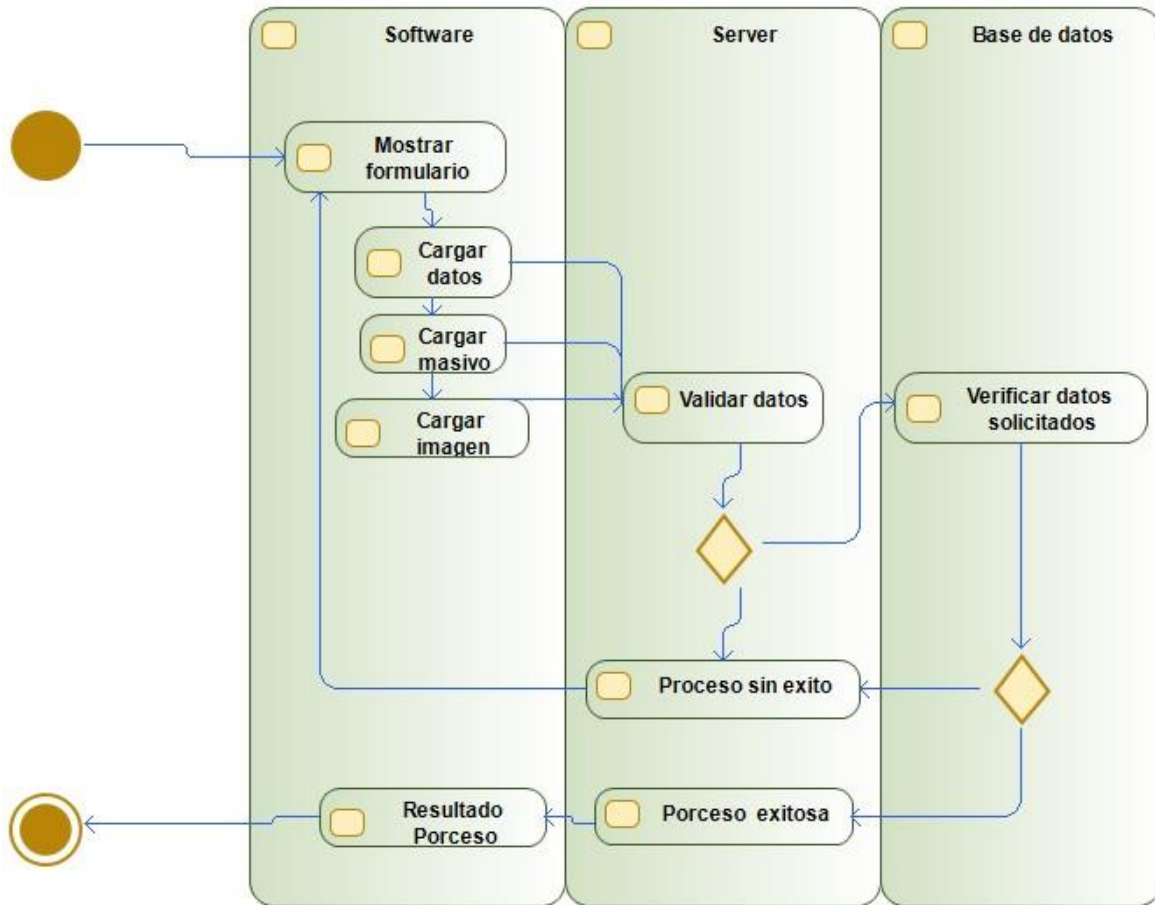 Software
Server
Base de datos
Mostrar
formulario
Cargar
datos
Cargar
masivo
Cargar
imagen
Validar datos
Verificar datos
solicitados
Proceso sin exito
Resultado
Porceso
Porceso exitosa